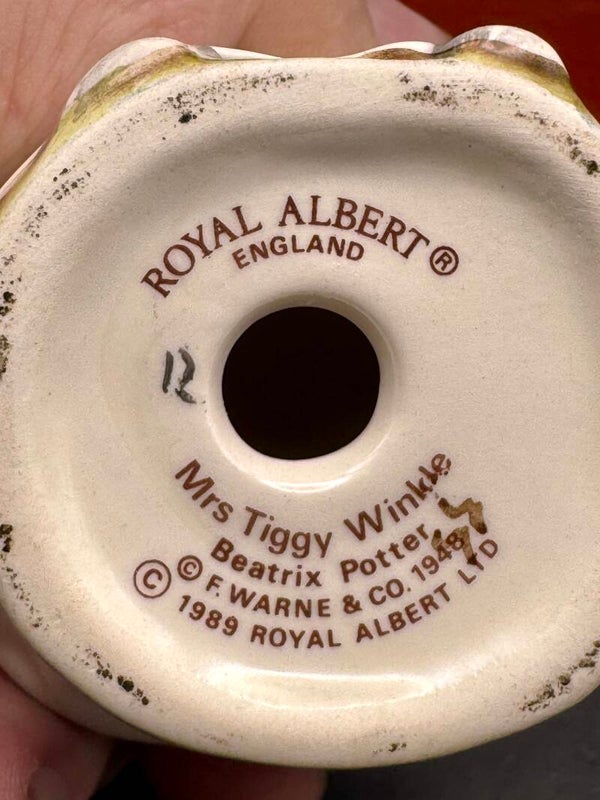 ROYAL ALBERT ®
ENGLAND
12
Mrs Tiggy Winkle
Beatrix Potter
© F. WARNE & CO. 1948
© 1989 ROYAL ALBERT LTD